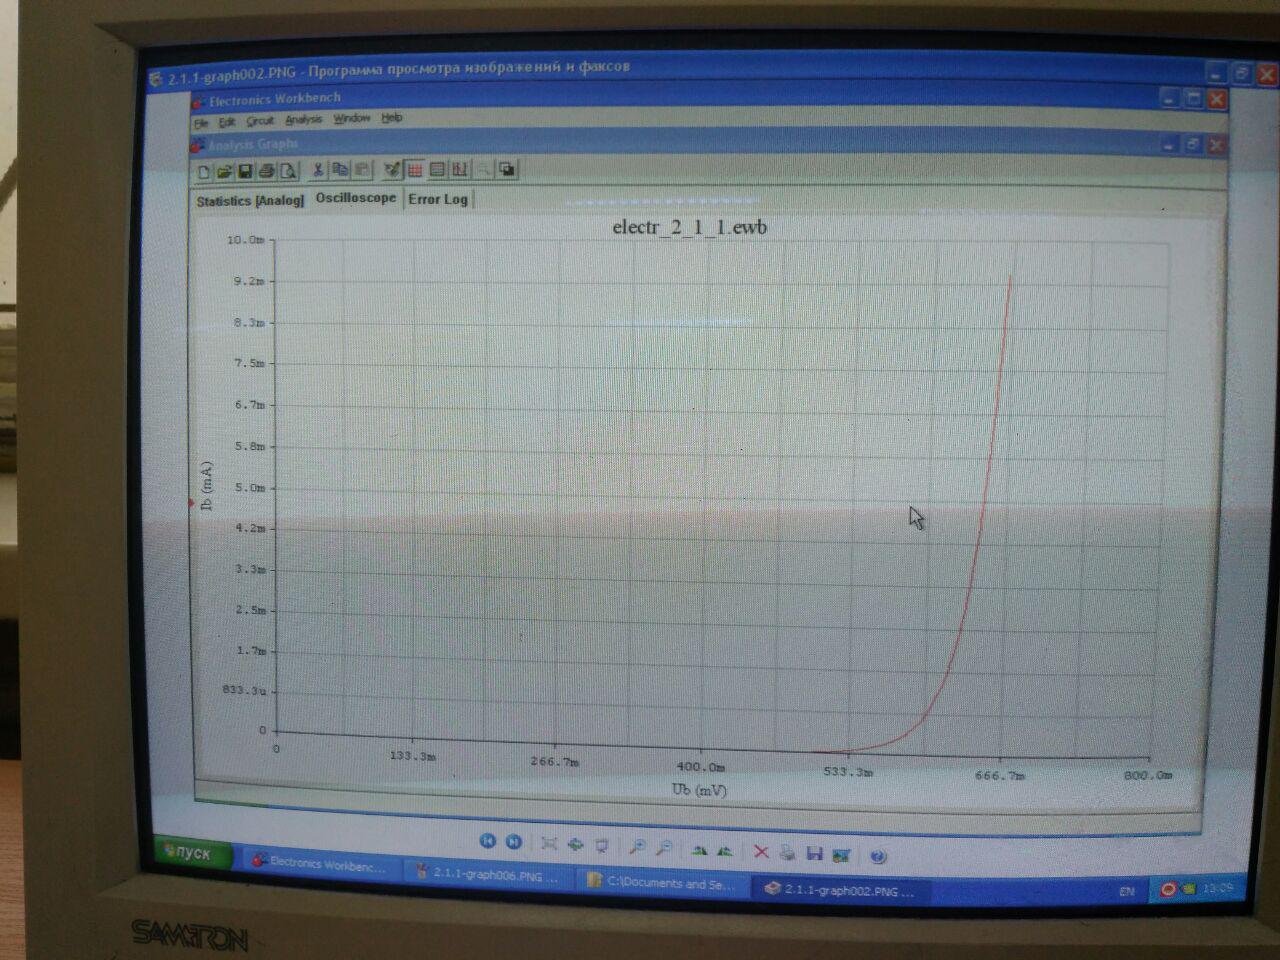 2.1.1-graph002.PNG - Программа просмотра изображений и факсов
Electronics Workbench
File Edit Circuit Analysis Window Help
Analysis Graphs
Statistics [Analog] Oscilloscope Error Log
electr_2_1_1.ewb
10.0m
9.2m
8.3m
7.5m
6.7m
5.8m
5.0m
4.2m
3.3m
2.5m
1.7m
833.3u
0
Ib (mA)
0 133.3m 266.7m 400.0m 533.3m 666.7m 800.0m
Ub (mV)
пуск Electronics Workbenc... 2.1.1-graph006.PNG ... C:\Documents and Se... 2.1.1-graph002.PNG ... EN 13:09
SAMTRON